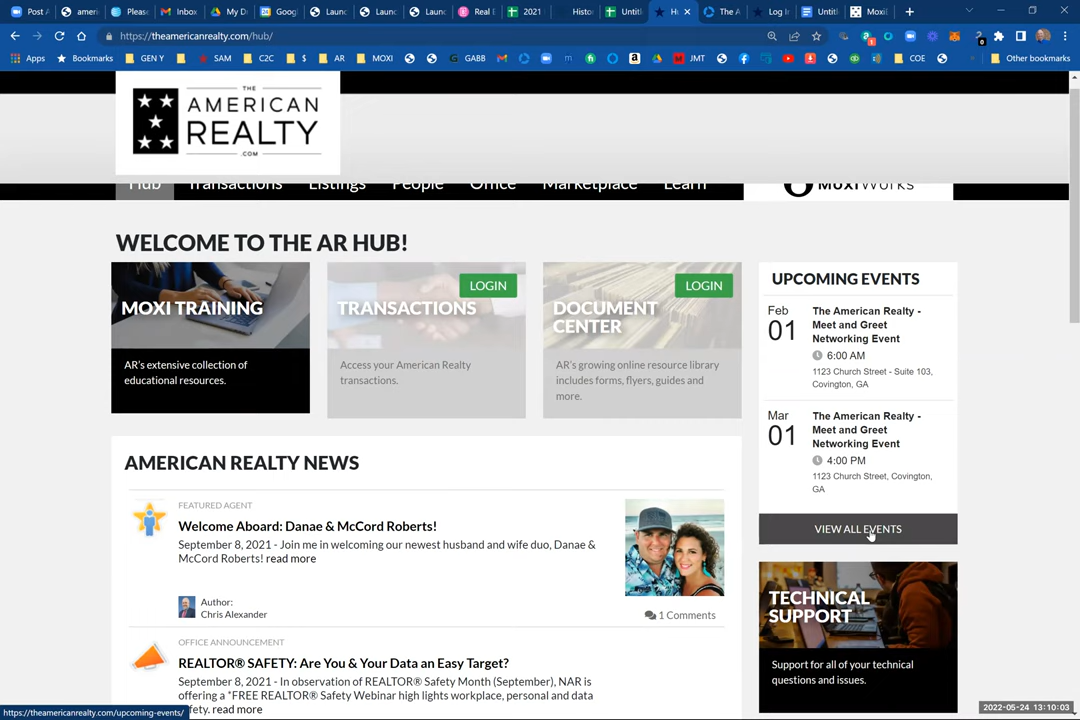 Post A
ameri
Pleas
Inbox
My D
Goog
Launc
Launc
Launc
Real E
2021
Histo
Untitl
H
The A
Log In
Untitl
Moxi
https://theamericanrealty.com/hub/
Apps
Bookmarks
GEN Y
SAM
C2C
$
AR
MOXI
GABB
JMT
COE
Other bookmarks
THE
AMERICAN
REALTY
.COM
Hub
Transactions
Listings
People
Office
Marketplace
Learn
MOXIWORKS
WELCOME TO THE AR HUB!
MOXI TRAINING
AR's extensive collection of
educational resources.
LOGIN
TRANSACTIONS
Access your American Realty
transactions.
LOGIN
DOCUMENT
CENTER
AR's growing online resource library
includes forms, flyers, guides and
more.
UPCOMING EVENTS
Feb
01
The American Realty -
Meet and Greet
Networking Event
6:00 AM
1123 Church Street - Suite 103,
Covington, GA
Mar
01
The American Realty -
Meet and Greet
Networking Event
4:00 PM
1123 Church Street, Covington,
GA
VIEW ALL EVENTS
AMERICAN REALTY NEWS
FEATURED AGENT
Welcome Aboard: Danae & McCord Roberts!
September 8, 2021 - Join me in welcoming our newest husband and wife duo, Danae &
McCord Roberts! read more
Author:
Chris Alexander
1 Comments
OFFICE ANNOUNCEMENT
REALTOR® SAFETY: Are You & Your Data an Easy Target?
September 8, 2021 - In observation of REALTOR® Safety Month (September), NAR is
offering a *FREE REALTOR® Safety Webinar high lights workplace, personal and data
safety. read more
TECHNICAL
SUPPORT
Support for all of your technical
questions and issues.
https://theamericanrealty.com/upcoming-events/
2022-05-24 13:10:03